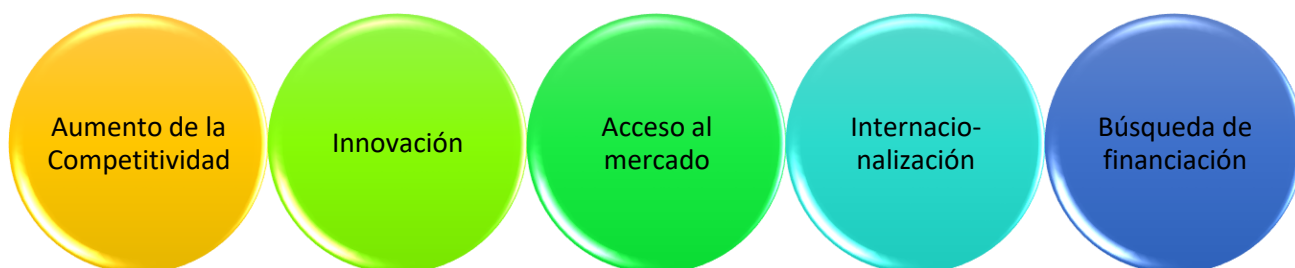 Aumento de la
Competitividad
Innovación
Acceso al
mercado
Internacio-
nalización
Búsqueda de
financiación